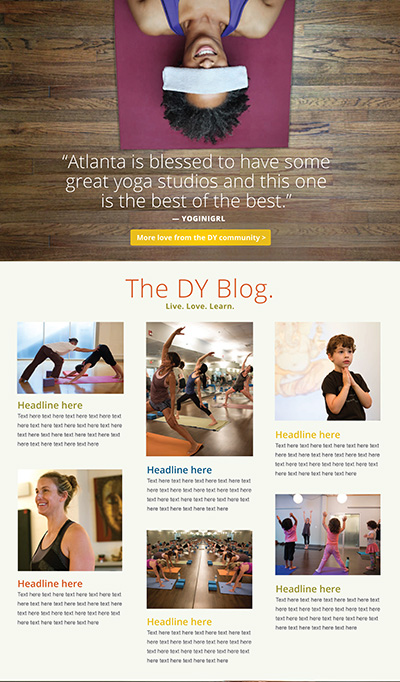 “Atlanta is blessed to have some
great yoga studios and this one
is the best of the best.”
— YOGINIGRL
More love from the DY community >
The DY Blog.
Live. Love. Learn.
Headline here
Text here text here text here text here text
here text here text here text here text here
text here text here text here text here text
here text here
Headline here
Text here text here text here text here
text here text here text here text here
text here text here text here text here
text here text here
Headline here
text here text here text here text here
text here text here text here text here
text here text here text here text here
text here text here
Headline here
Text here text here text here text here
text here text here text here text here
text here text here text here text here
text here text here
Headline here
Text here text here text here text here
text here text here text here text here
text here text here text here text here
text here text here
Headline here
Text here text here text here text here
text here text here text here text here
text here text here text here text here
text here text here